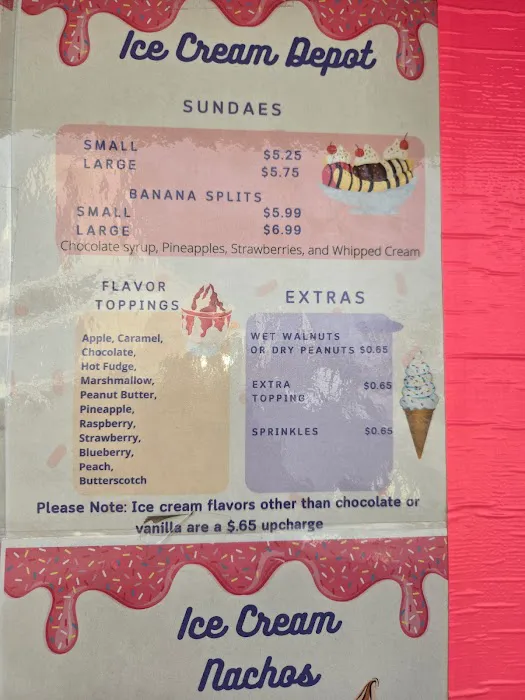 Ice Cream Depot
SUNDAES
SMALL $5.25
LARGE $5.75
BANANA SPLITS
SMALL $5.99
LARGE $6.99
Chocolate syrup, Pineapples, Strawberries, and Whipped Cream
FLAVOR
TOPPINGS
Apple, Caramel,
Chocolate,
Hot Fudge,
Marshmallow,
Peanut Butter,
Pineapple,
Raspberry,
Strawberry,
Blueberry,
Peach,
Butterscotch
EXTRAS
WET WALNUTS
OR DRY PEANUTS $0.65
EXTRA $0.65
TOPPING
SPRINKLES $0.65
Please Note: Ice cream flavors other than chocolate or
vanilla are a $.65 upcharge
Ice Cream
Nachos